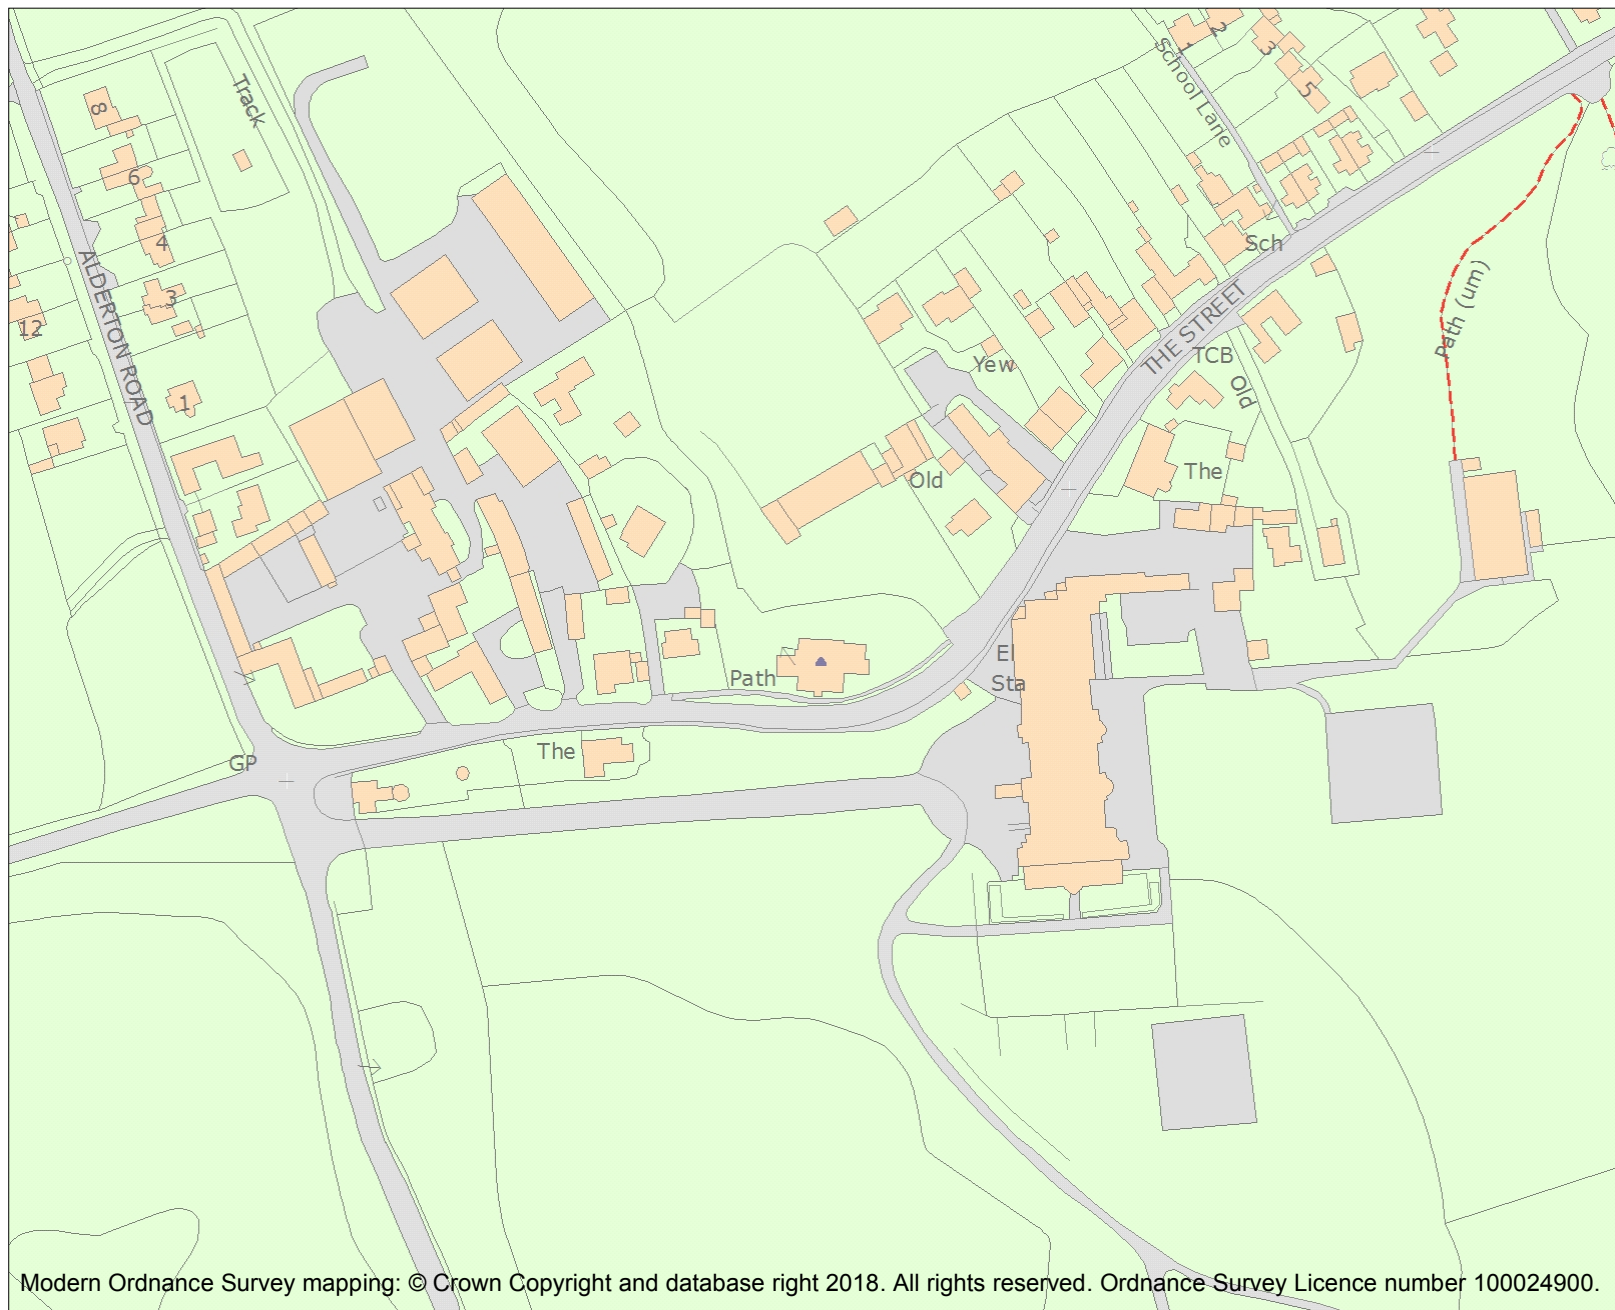 1
2
3
5
School Lane
8
Track
6
4
3
12
1
ALDERTON ROAD
Sch
THE STREET
TCB
Path (um)
Yew
Old
Old
The
El
Sta
Path
The
GP
Modern Ordnance Survey mapping: © Crown Copyright and database right 2018. All rights reserved. Ordnance Survey Licence number 100024900.